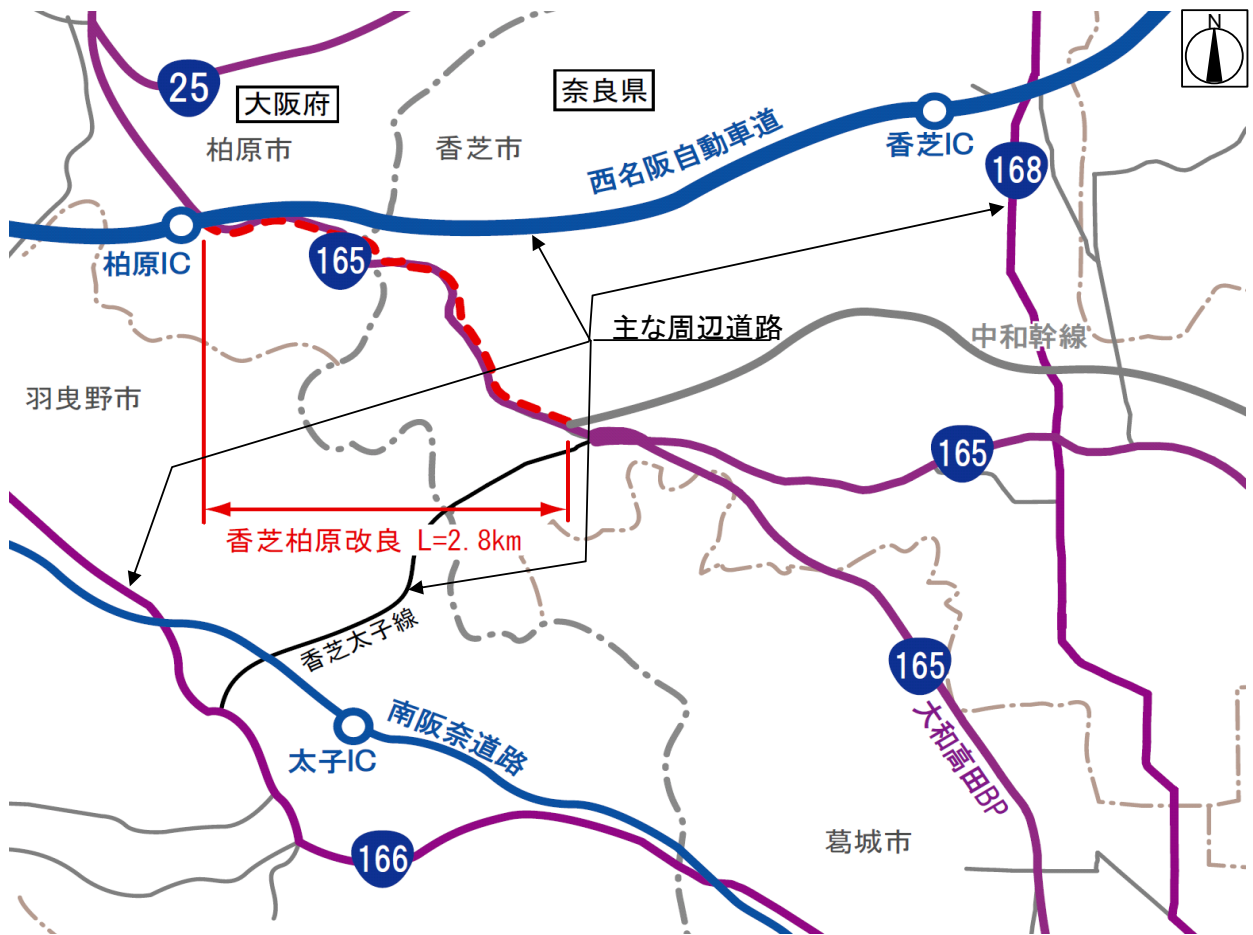 N
25
大阪府
奈良県
柏原市
香芝市
西名阪自動車道
香芝IC
168
柏原IC
165
主な周辺道路
中和幹線
羽曳野市
165
香芝柏原改良 L=2.8km
香芝太子線
165
南阪奈道路
太子IC
大和高田BP
166
葛城市